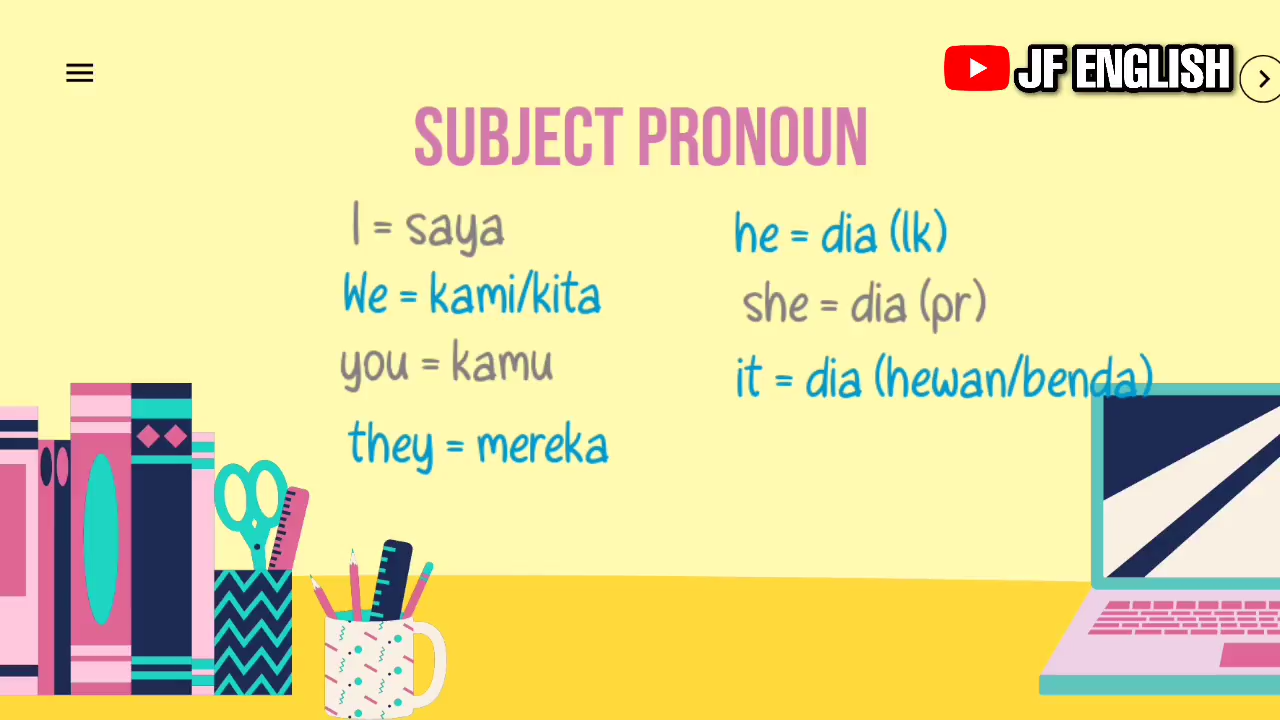 JF ENGLISH
SUBJECT PRONOUN
I = saya
We = kami/kita
you = kamu
they = mereka
he = dia (lk)
she = dia (pr)
it = dia (hewan/benda)